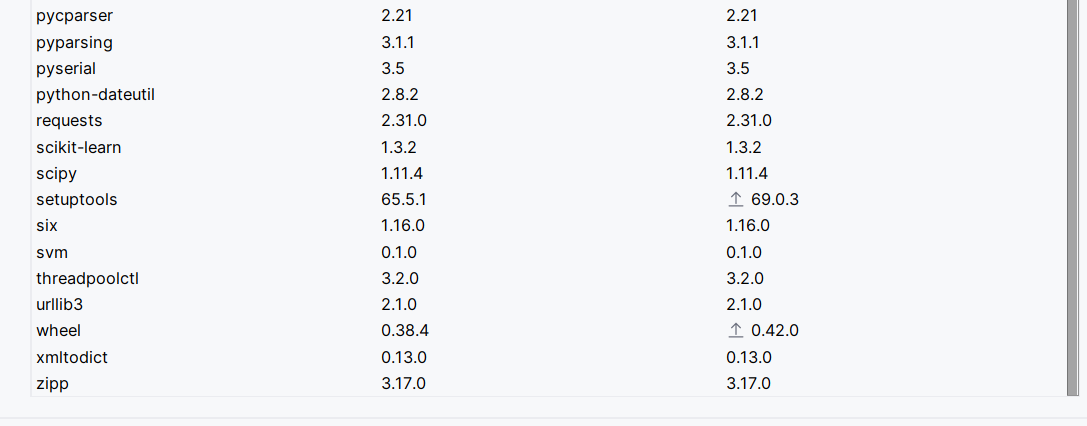 pycparser 2.21 2.21
pyparsing 3.1.1 3.1.1
pyserial 3.5 3.5
python-dateutil 2.8.2 2.8.2
requests 2.31.0 2.31.0
scikit-learn 1.3.2 1.3.2
scipy 1.11.4 1.11.4
setuptools 65.5.1 69.0.3
six 1.16.0 1.16.0
svm 0.1.0 0.1.0
threadpoolctl 3.2.0 3.2.0
urllib3 2.1.0 2.1.0
wheel 0.38.4 0.42.0
xmltodict 0.13.0 0.13.0
zipp 3.17.0 3.17.0